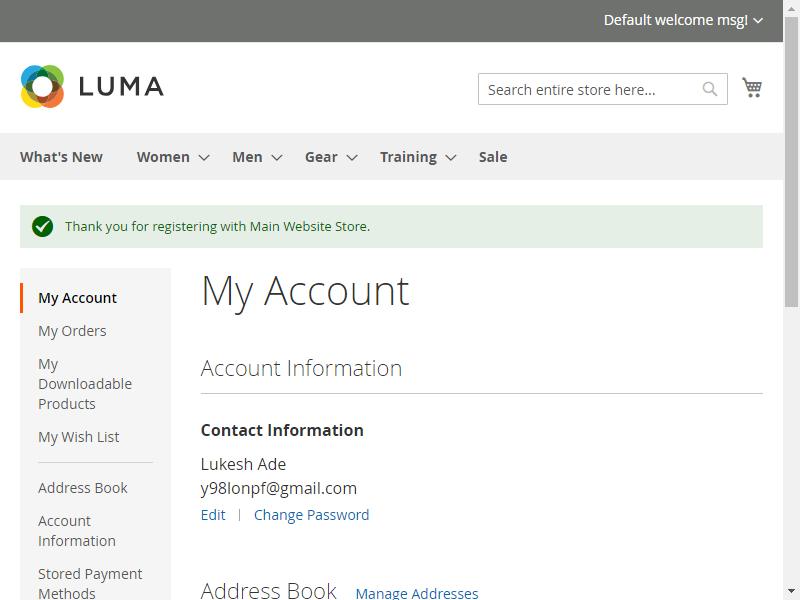 Default welcome msg!
LUMA
Search entire store here...
What's New
Women
Men
Gear
Training
Sale
Thank you for registering with Main Website Store.
My Account
My Orders
My
Downloadable
Products
My Wish List
Address Book
Account
Information
Stored Payment
Methods
My Account
Account Information
Contact Information
Lukesh Ade
y98lonpf@gmail.com
Edit | Change Password
Address Book Manage Addresses